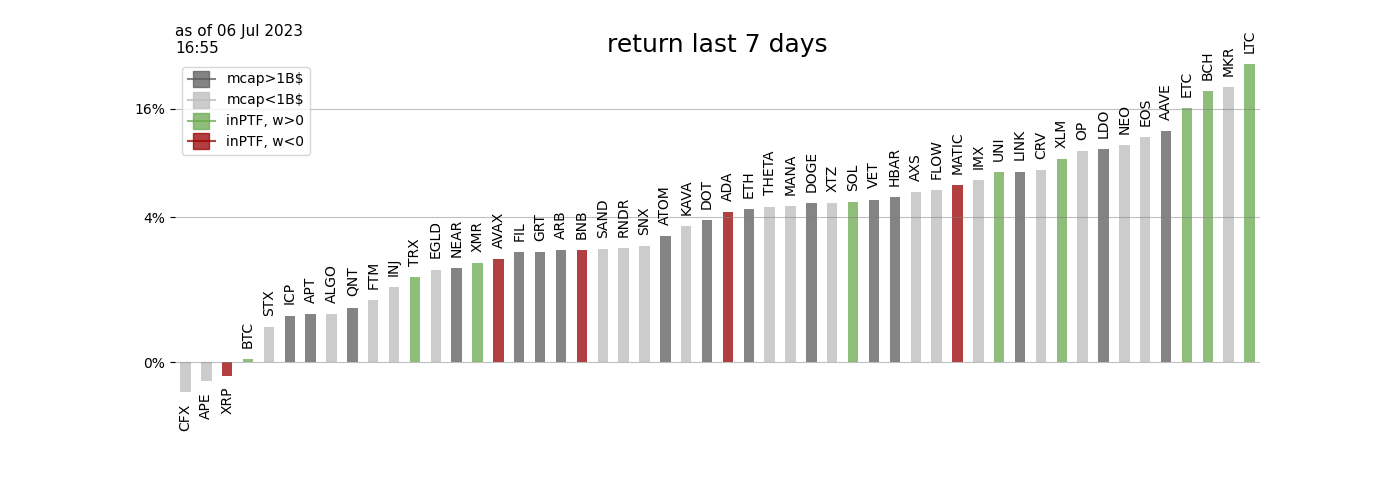 as of 06 Jul 2023
16:55
return last 7 days
mcap>1B$
mcap<1B$
inPTF, w>0
inPTF, w<0
16%
4%
0%
CFX
APE
XRP
BTC
STX
ICP
APT
ALGO
QNT
FTM
INJ
TRX
EGLD
NEAR
XMR
AVAX
FIL
GRT
ARB
BNB
SAND
RNDR
SNX
ATOM
KAVA
DOT
ADA
ETH
THETA
MANA
DOGE
XTZ
SOL
VET
HBAR
AXS
FLOW
MATIC
IMX
UNI
LINK
CRV
XLM
OP
LDO
NEO
EOS
AAVE
ETC
BCH
MKR
LTC